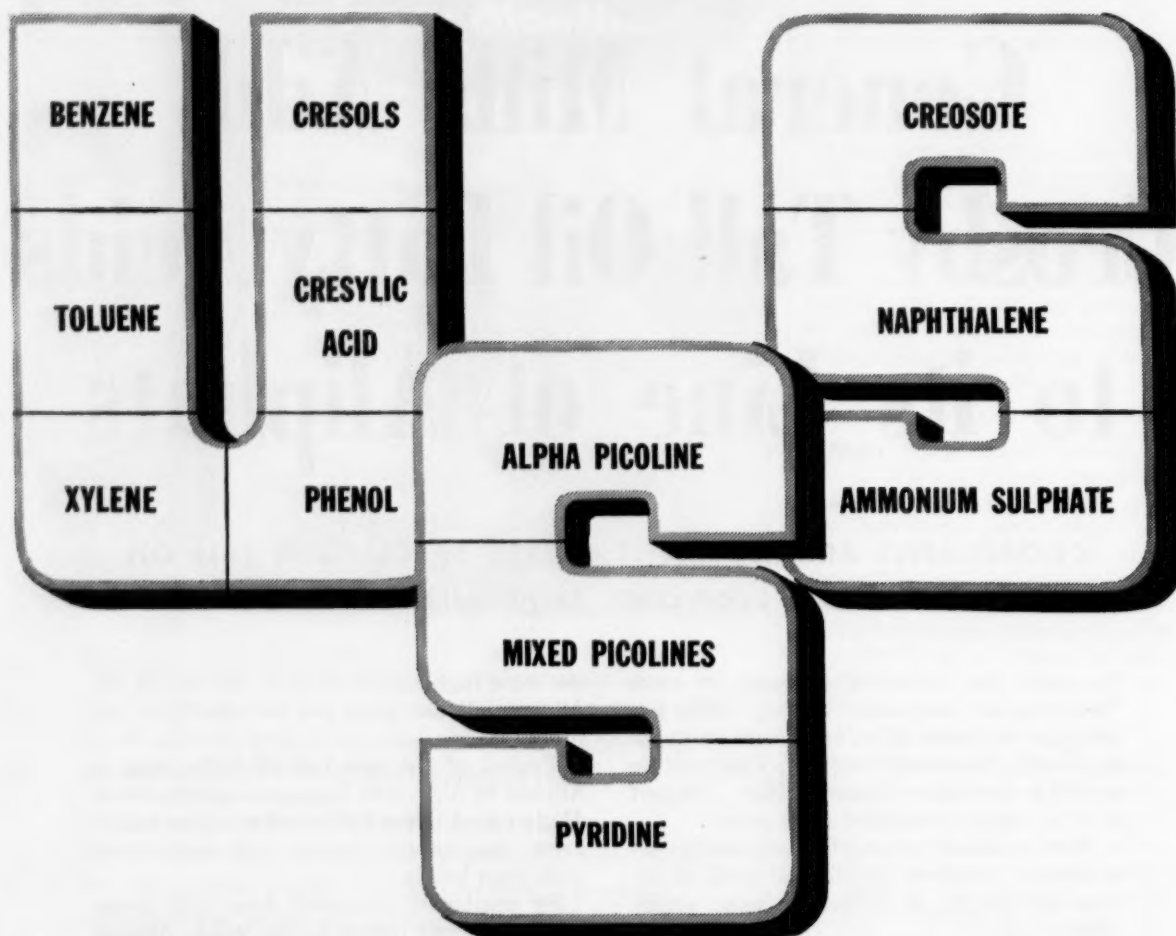 BENZENE
TOLUENE
XYLENE
CRESOLS
CRESYLIC
ACID
PHENOL
ALPHA PICOLINE
MIXED PICOLINES
PYRIDINE
CREOSOTE
NAPHTHALENE
AMMONIUM SULPHATE